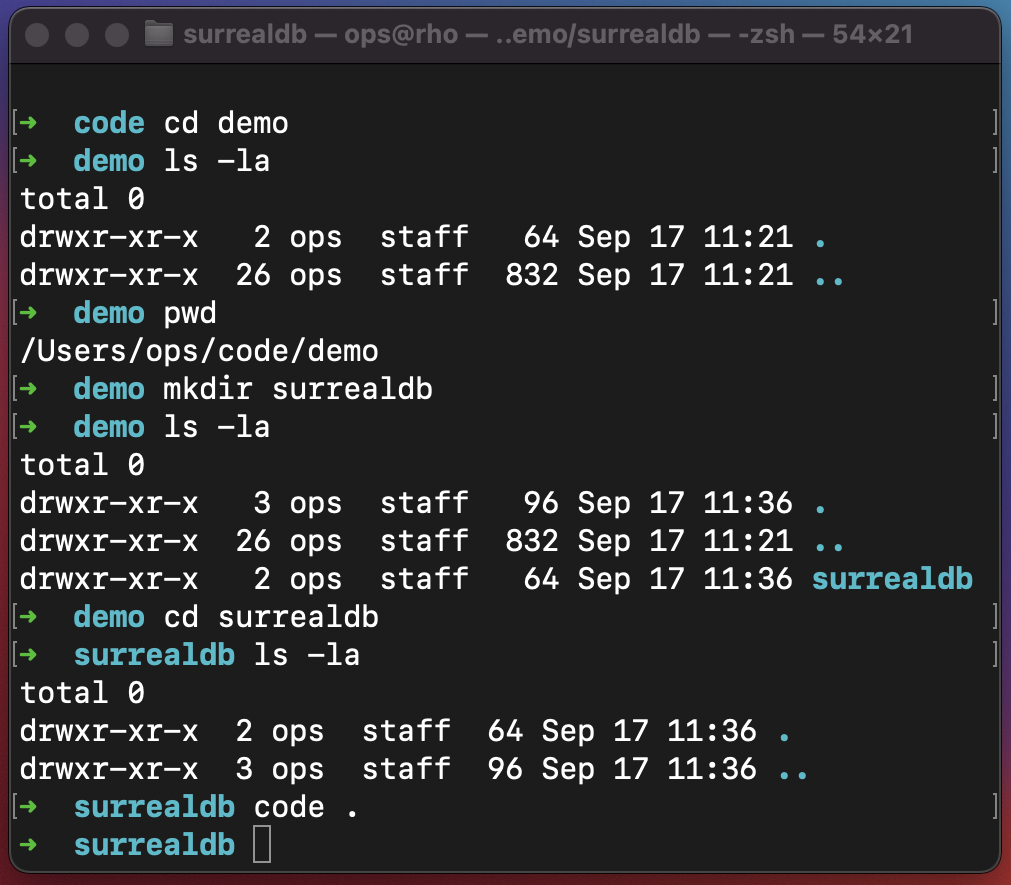 surrealdb — ops@rho — ..emo/surrealdb — -zsh — 54×21
[➜  code cd demo ]
[➜  demo ls -la ]
total 0
drwxr-xr-x   2 ops  staff   64 Sep 17 11:21 .
drwxr-xr-x  26 ops  staff  832 Sep 17 11:21 ..
[➜  demo pwd ]
/Users/ops/code/demo
[➜  demo mkdir surrealdb ]
[➜  demo ls -la ]
total 0
drwxr-xr-x   3 ops  staff   96 Sep 17 11:36 .
drwxr-xr-x  26 ops  staff  832 Sep 17 11:21 ..
drwxr-xr-x   2 ops  staff   64 Sep 17 11:36 surrealdb
[➜  demo cd surrealdb ]
[➜  surrealdb ls -la ]
total 0
drwxr-xr-x  2 ops  staff  64 Sep 17 11:36 .
drwxr-xr-x  3 ops  staff  96 Sep 17 11:36 ..
[➜  surrealdb code . ]
➜  surrealdb